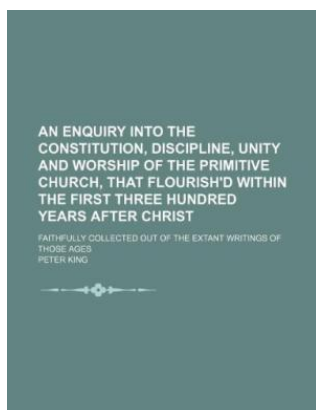 AN ENQUIRY INTO THE
CONSTITUTION, DISCIPLINE, UNITY
AND WORSHIP OF THE PRIMITIVE
CHURCH, THAT FLOURISH'D WITHIN
THE FIRST THREE HUNDRED
YEARS AFTER CHRIST
FAITHFULLY COLLECTED OUT OF THE EXTANT WRITINGS OF
THOSE AGES
PETER KING